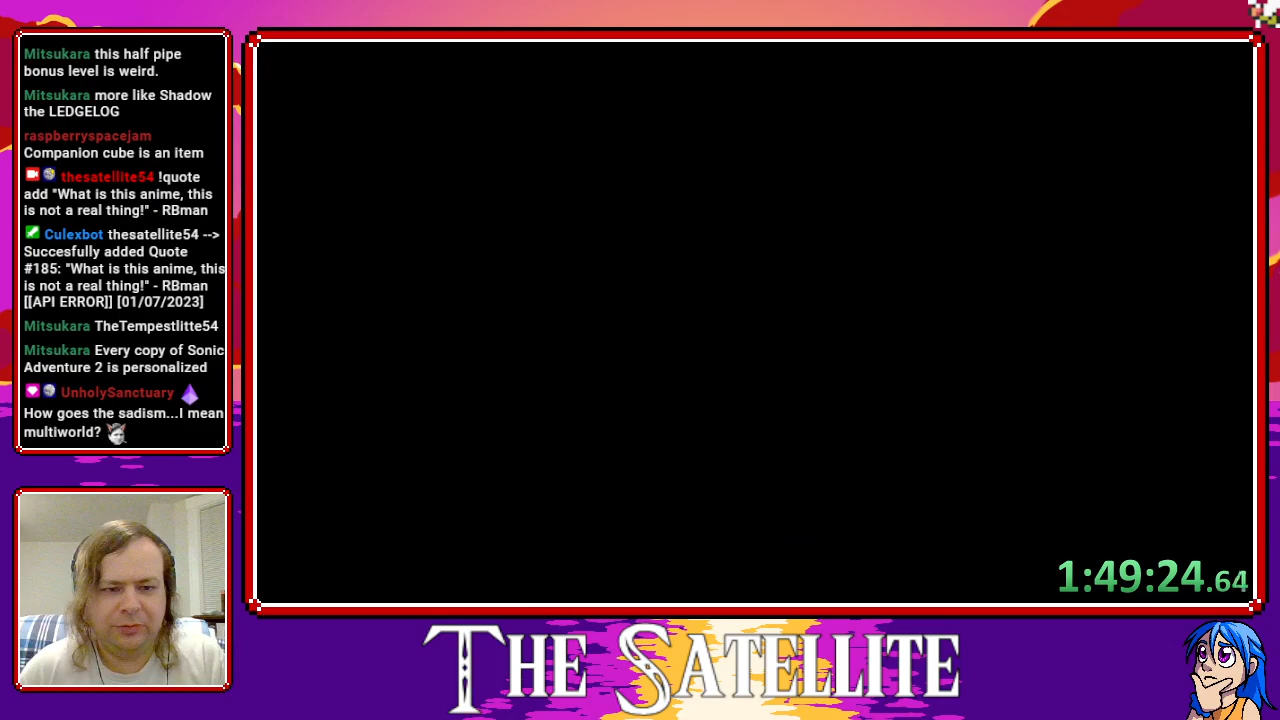 Mitsukara this half pipe
bonus level is weird.
Mitsukara more like Shadow
the LEDGELOG
raspberryspacejam
Companion cube is an item
thesatellite54 !quote
add "What is this anime, this
is not a real thing!" - RBman
Culexbot thesatellite54 -->
Succesfully added Quote
#185: "What is this anime, this
is not a real thing!" - RBman
[[API ERROR]] [01/07/2023]
Mitsukara TheTempestlitte54
Mitsukara Every copy of Sonic
Adventure 2 is personalized
UnholySanctuary
How goes the sadism...I mean
multiworld?
1:49:24.64
THE SATELLITE